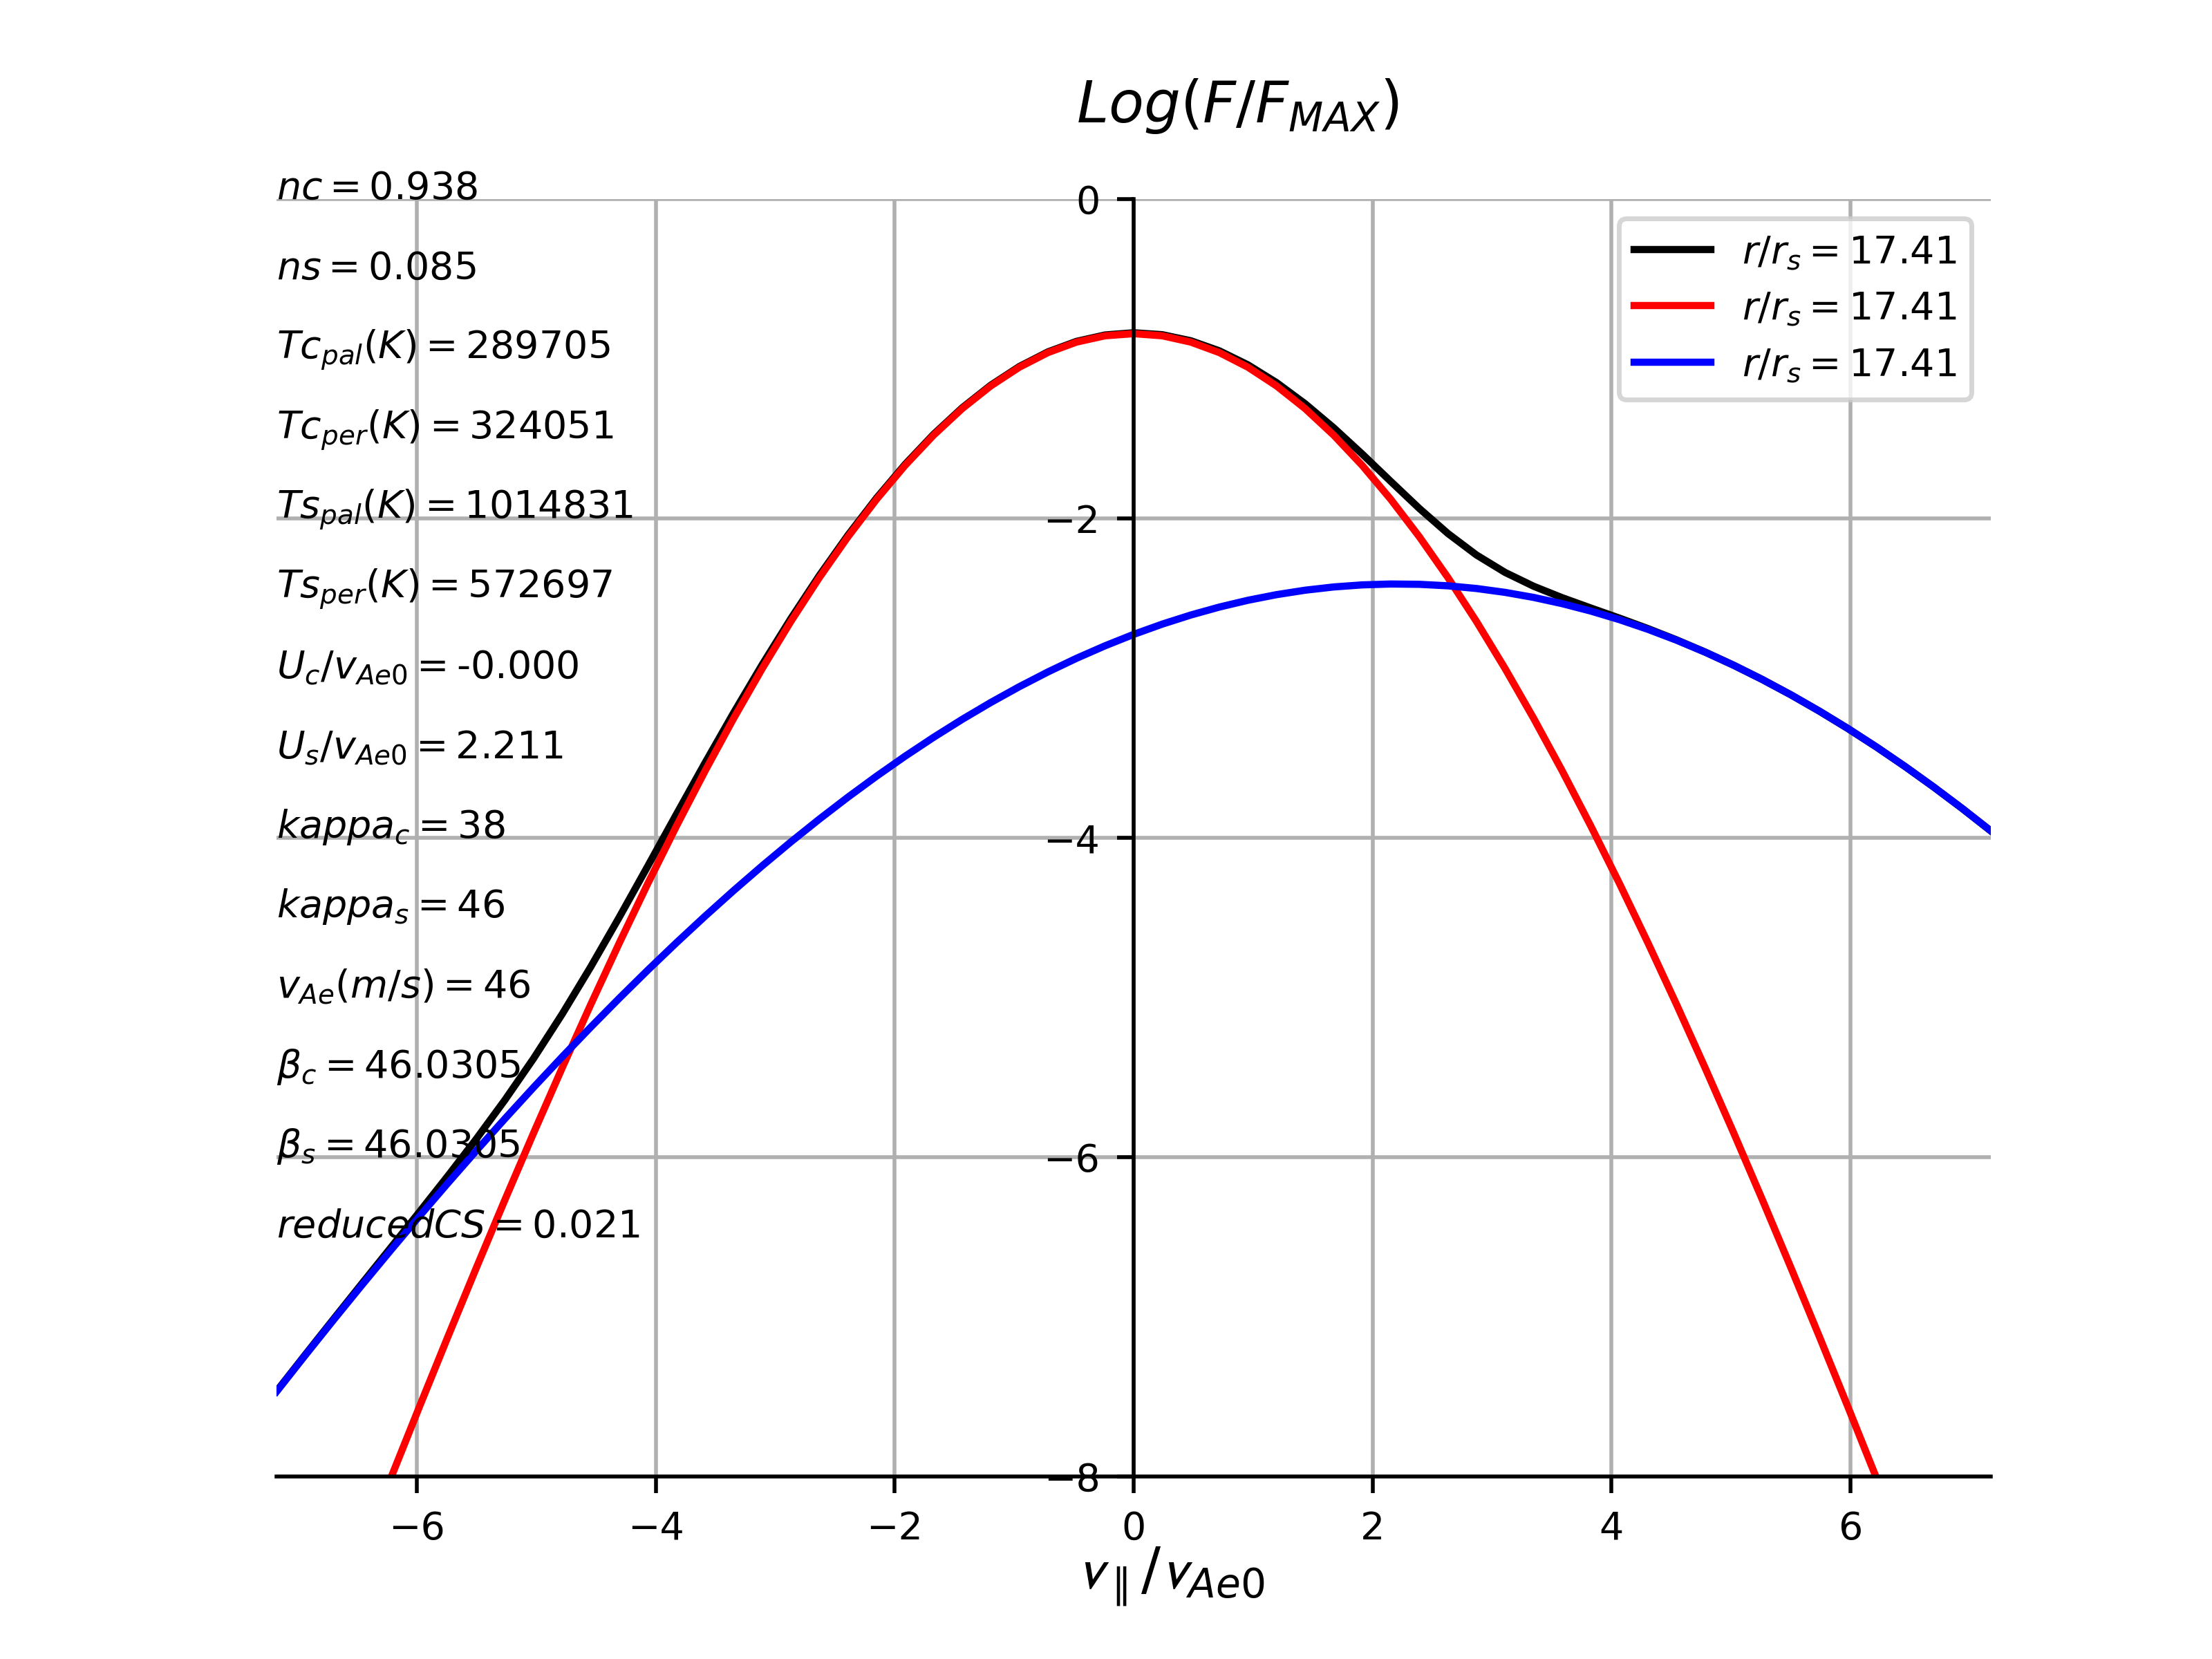 Log(F/F_MAX)
nc = 0.938
ns = 0.085
Tc_pal(K) = 289705
Tc_per(K) = 324051
Ts_pal(K) = 1014831
Ts_per(K) = 572697
U_c/v_Ae0 = -0.000
U_s/v_Ae0 = 2.211
kappa_c = 38
kappa_s = 46
v_Ae(m/s) = 46
β_c = 46.0305
β_s = 46.0305
reducedCS = 0.021
0
−2
−4
−6
−8
r/r_s = 17.41
r/r_s = 17.41
r/r_s = 17.41
−6 −4 −2 0 2 4 6
v_∥/v_Ae0